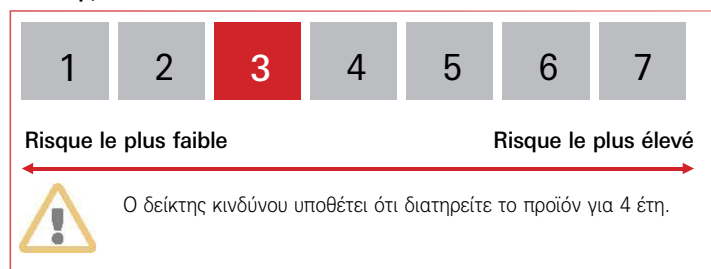 1 2 3 4 5 6 7
Risque le plus faible Risque le plus élevé
Ο δείκτης κινδύνου υποθέτει ότι διατηρείτε το προϊόν για 4 έτη.